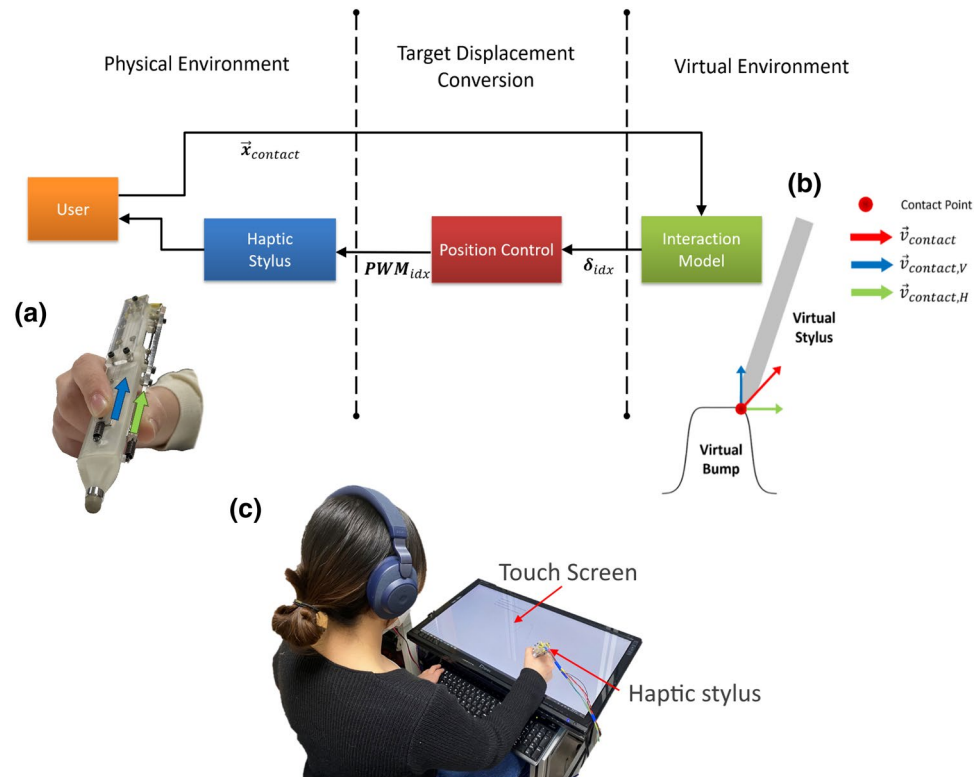 Physical Environment
Target Displacement
Conversion
Virtual Environment
x⃗contact
User
Haptic
Stylus
PWMidx
Position Control
δidx
Interaction
Model
(a)
(b)
Contact Point
v⃗contact
v⃗contact,V
v⃗contact,H
Virtual
Stylus
Virtual
Bump
(c)
Touch Screen
Haptic stylus